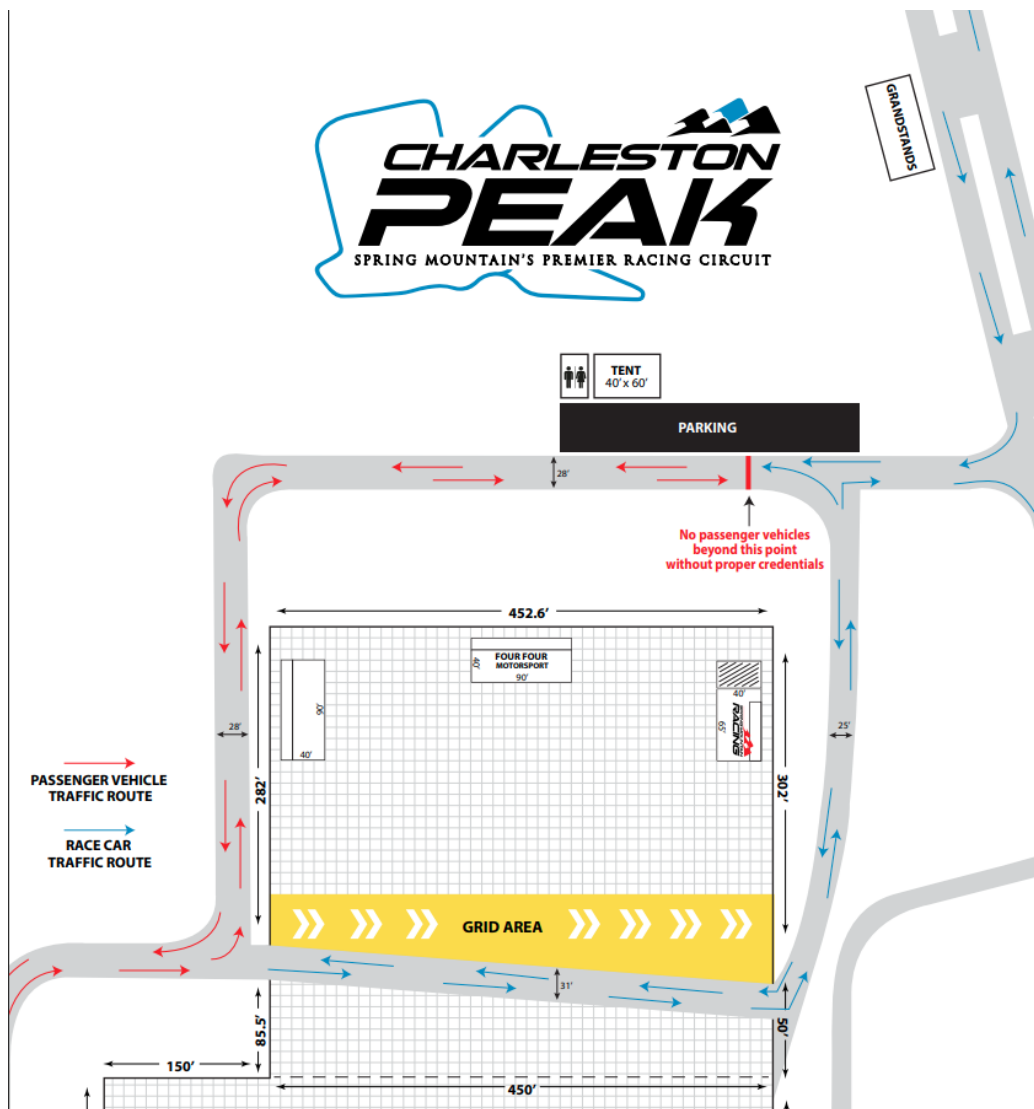 GRANDSTANDS
CHARLESTON
PEAK
SPRING MOUNTAIN'S PREMIER RACING CIRCUIT
TENT
40' x 60'
PARKING
28'
No passenger vehicles
beyond this point
without proper credentials
452.6'
FOUR FOUR
MOTORSPORT
40'
90'
90'
40'
40'
65'
RACING
28'
25'
282'
302'
PASSENGER VEHICLE
TRAFFIC ROUTE
RACE CAR
TRAFFIC ROUTE
GRID AREA
31'
85.5'
50'
150'
450'